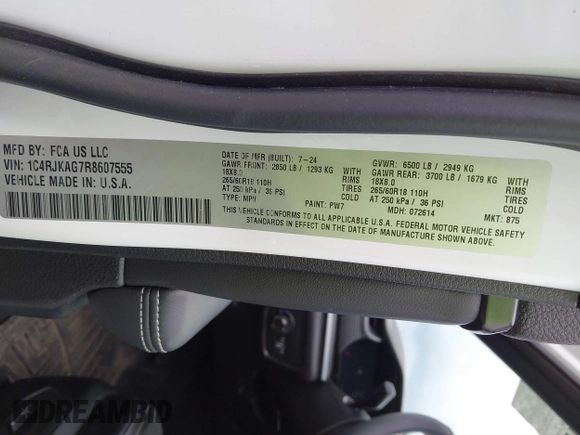 MFD BY: FCA US LLC
VIN: 1C4RJKAG7R8607555
VEHICLE MADE IN: U.S.A.
DATE OF MFR (BUILT): 7-24
GAWR FRONT: 2850 LB / 1293 KG WITH
18X8.0 RIMS
265/60R18 110H TIRES
AT 250 kPa / 36 PSI COLD
TYPE: MPV PAINT: PW7
GVWR: 6500 LB / 2949 KG
GAWR REAR: 3700 LB / 1679 KG WITH
18X8.0 RIMS
265/60R18 110H TIRES
AT 250 kPa / 36 PSI COLD
MDH: 072614 MKT: 875
THIS VEHICLE CONFORMS TO ALL APPLICABLE U.S.A. FEDERAL MOTOR VEHICLE SAFETY
STANDARDS IN EFFECT ON THE DATE OF MANUFACTURE SHOWN ABOVE.
DREAMBID